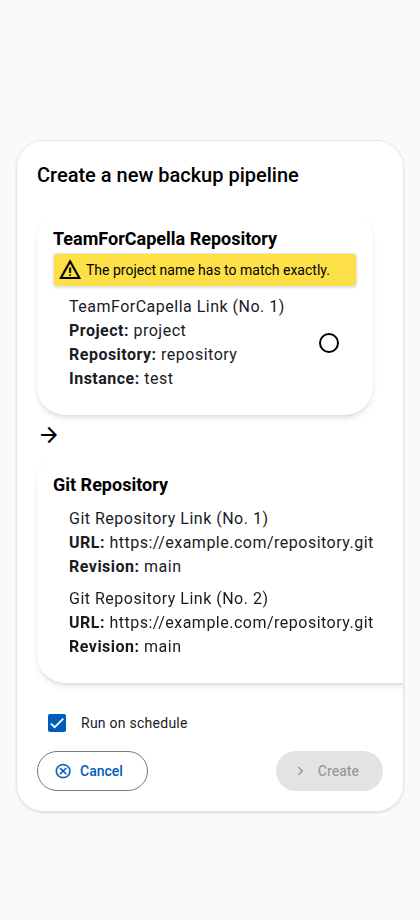 Create a new backup pipeline
TeamForCapella Repository
The project name has to match exactly.
TeamForCapella Link (No. 1)
Project: project
Repository: repository
Instance: test
Git Repository
Git Repository Link (No. 1)
URL: https://example.com/repository.git
Revision: main
Git Repository Link (No. 2)
URL: https://example.com/repository.git
Revision: main
Run on schedule
Cancel
Create